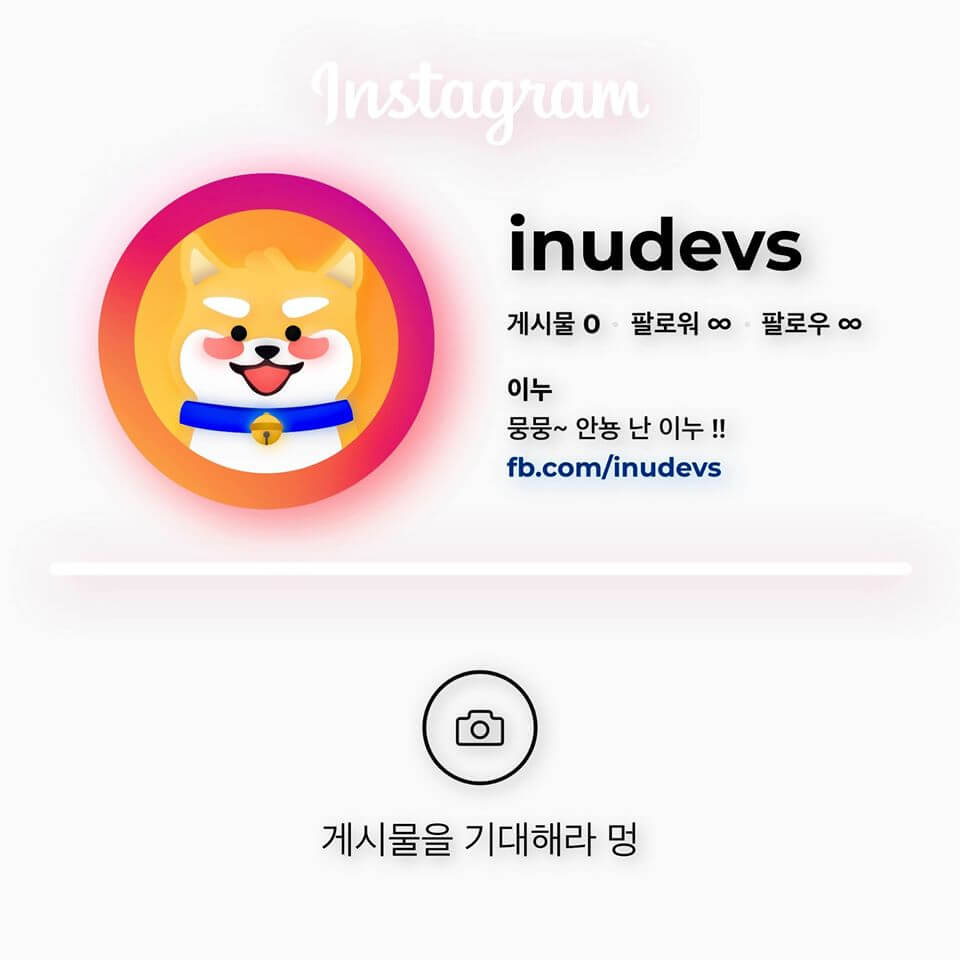 Instagram
inudevs
게시물 0 • 팔로워 ∞ • 팔로우 ∞
이누
뭉뭉~ 안뇽 난 이누 !!
fb.com/inudevs
게시물을 기대해라 멍